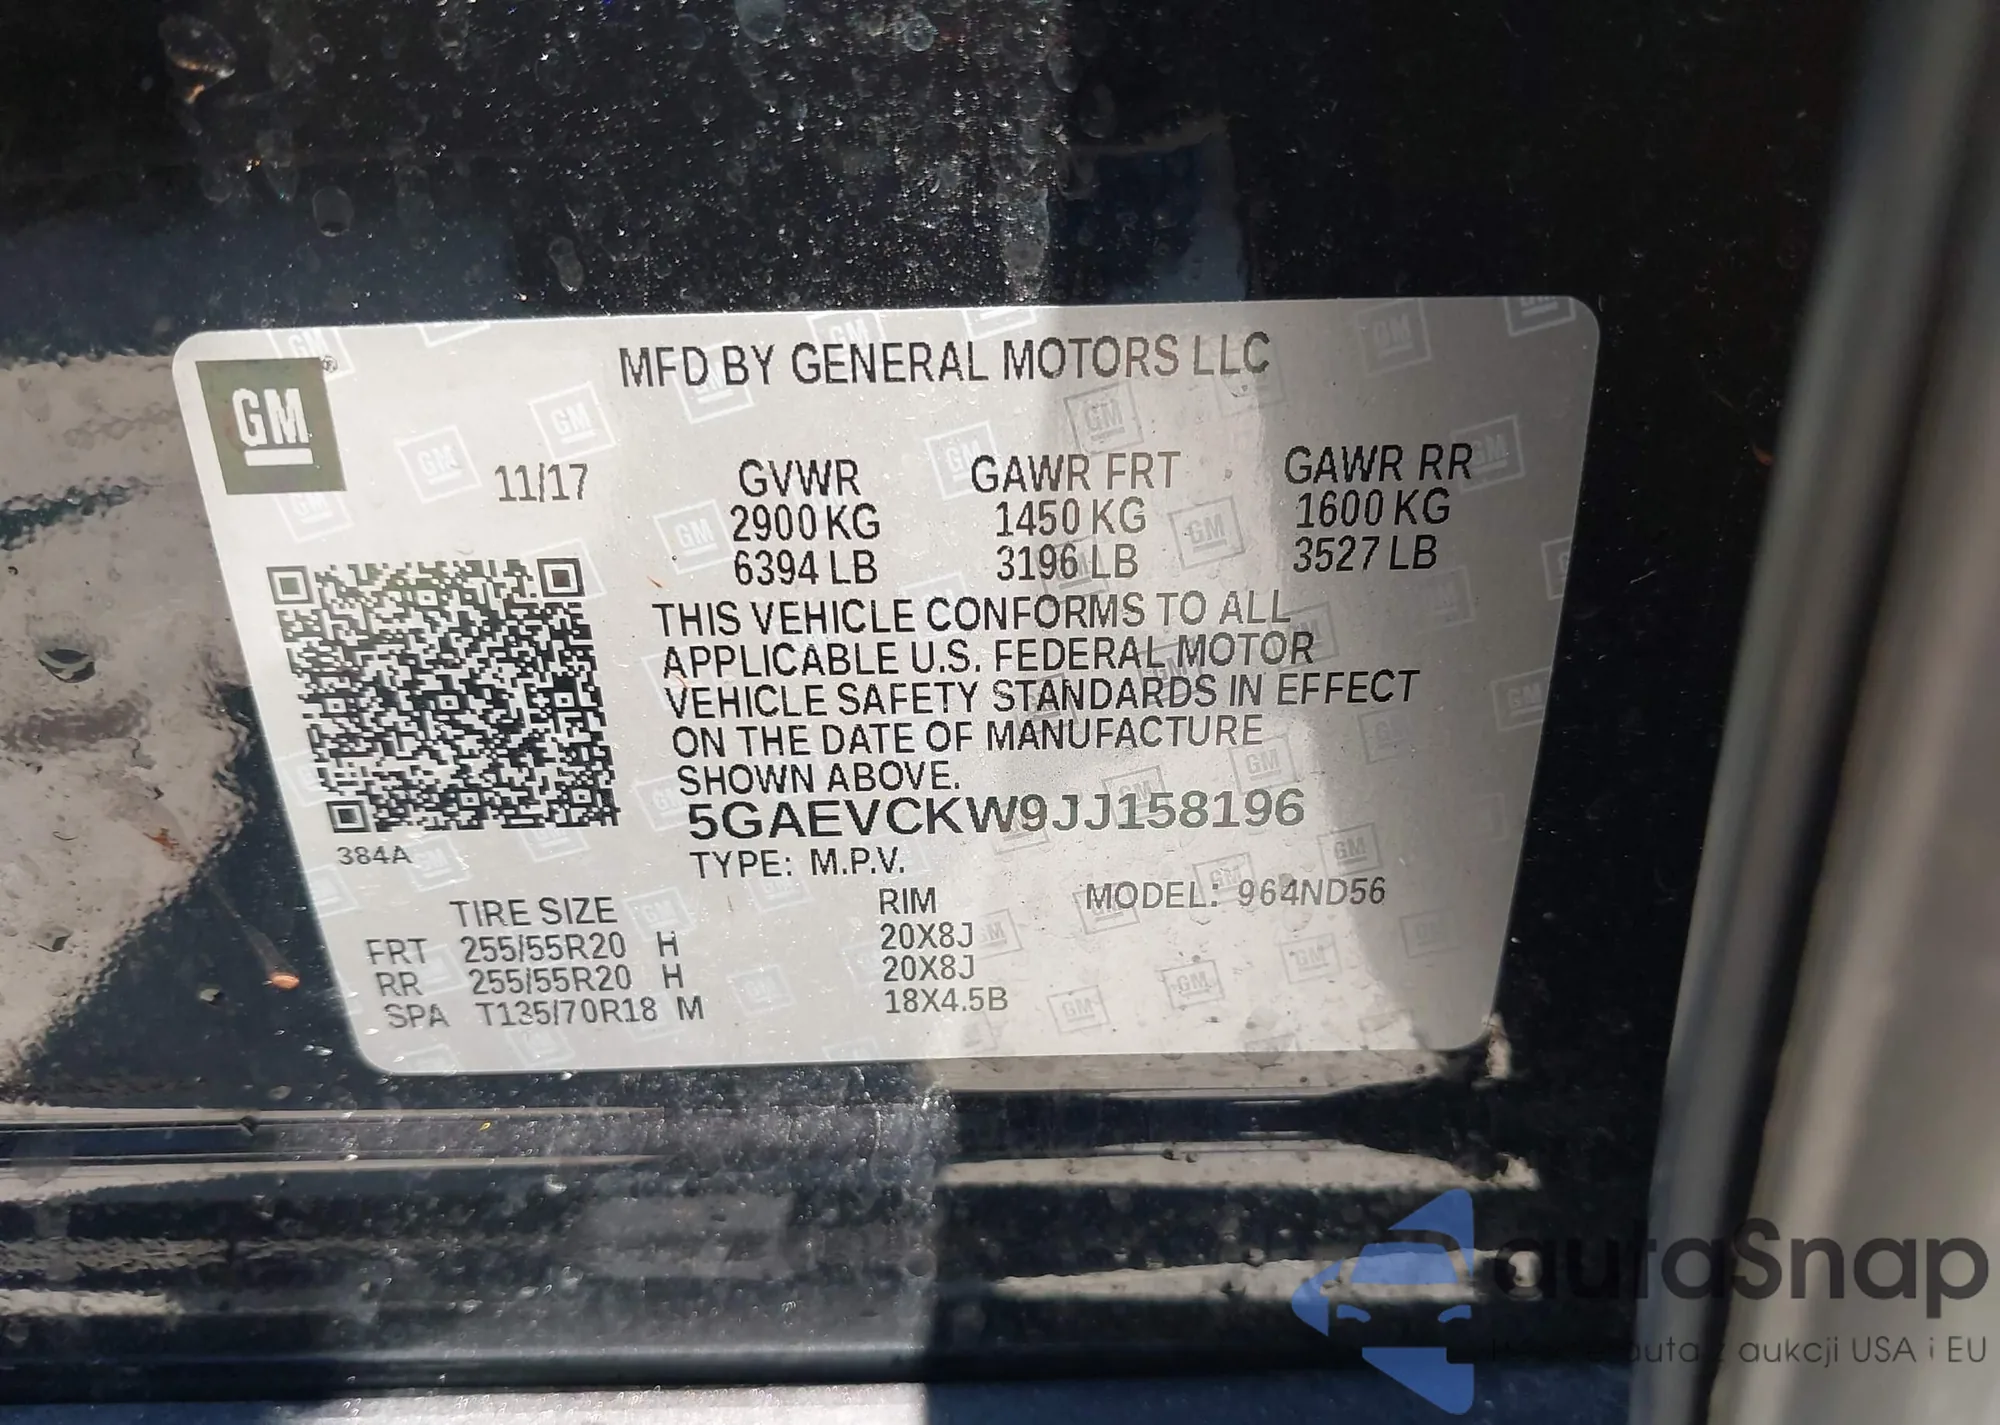 GM ®
MFD BY GENERAL MOTORS LLC
11/17
GVWR GAWR FRT GAWR RR
2900 KG 1450 KG 1600 KG
6394 LB 3196 LB 3527 LB
THIS VEHICLE CONFORMS TO ALL
APPLICABLE U.S. FEDERAL MOTOR
VEHICLE SAFETY STANDARDS IN EFFECT
ON THE DATE OF MANUFACTURE
SHOWN ABOVE.
5GAEVCKW9JJ158196
384A
TYPE: M.P.V.
TIRE SIZE RIM MODEL: 964ND56
FRT 255/55R20 H 20X8J
RR 255/55R20 H 20X8J
SPA T135/70R18 M 18X4.5B
autaSnap
auta z aukcji USA i EU